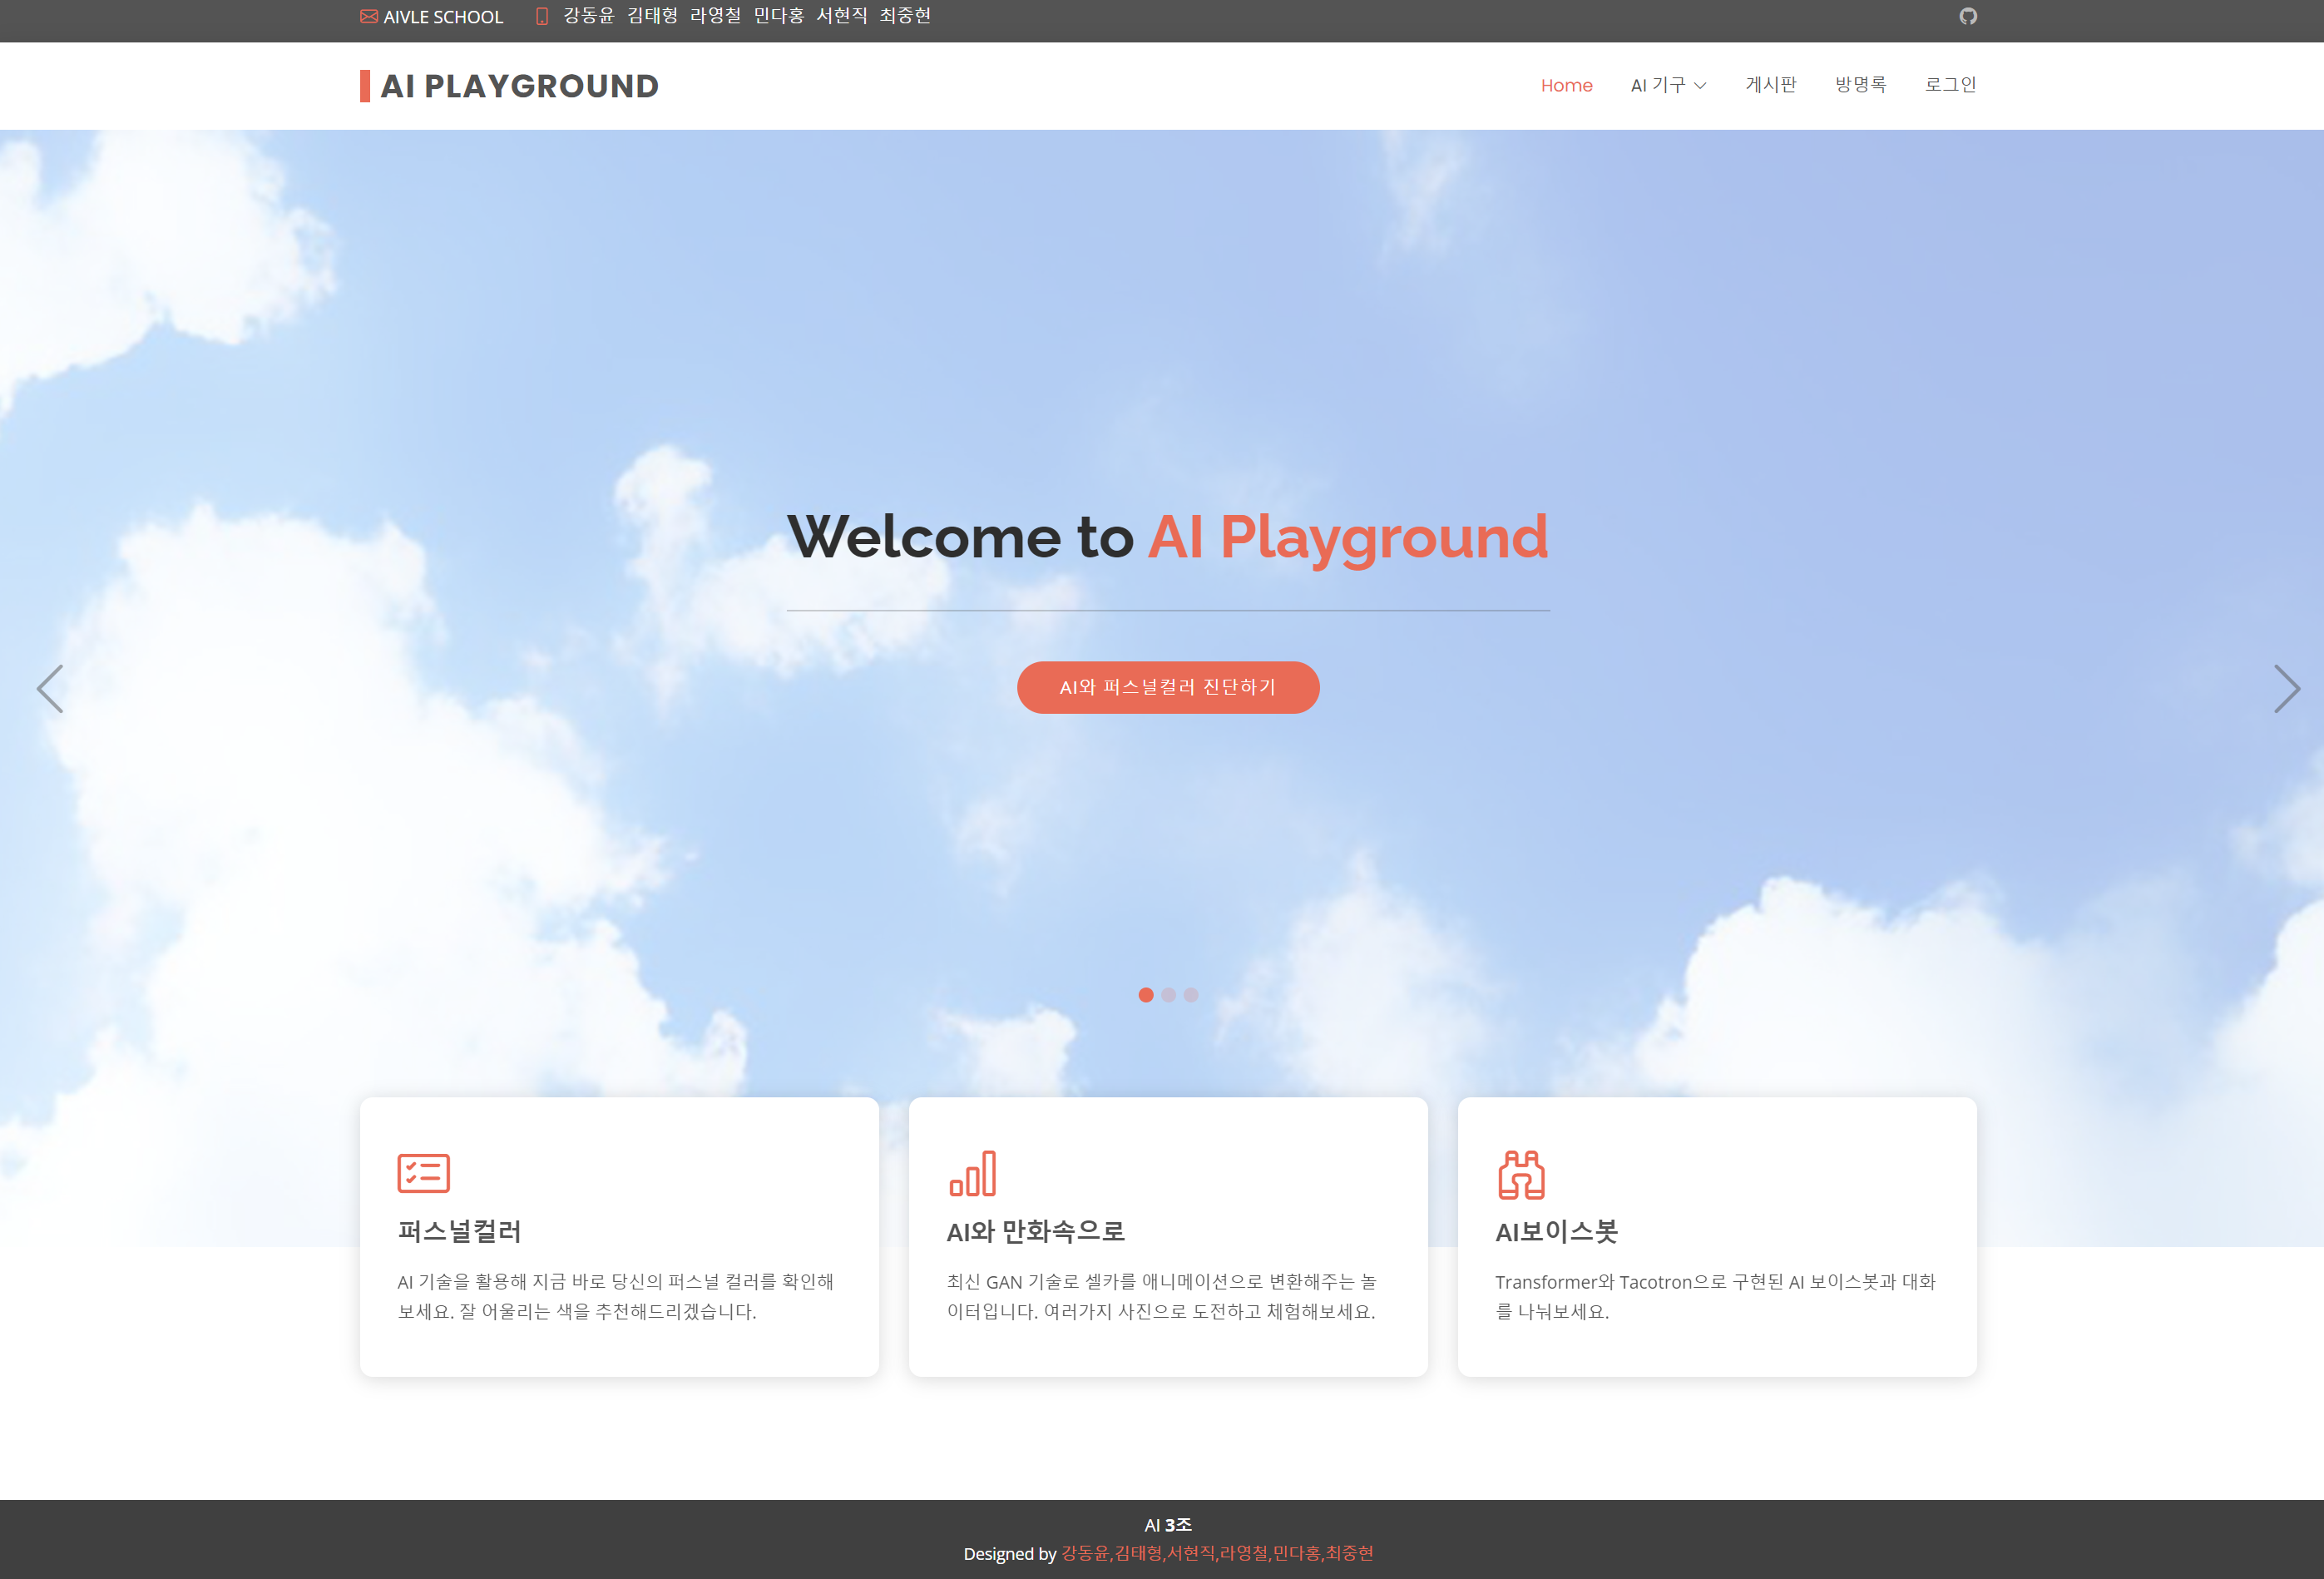 AIVLE SCHOOL 강동윤 김태형 라영철 민다홍 서현직 최중현
AI PLAYGROUND
Home AI 기구 게시판 방명록 로그인
Welcome to AI Playground
AI와 퍼스널컬러 진단하기
퍼스널컬러
AI 기술을 활용해 지금 바로 당신의 퍼스널 컬러를 확인해
보세요. 잘 어울리는 색을 추천해드리겠습니다.
AI와 만화속으로
최신 GAN 기술로 셀카를 애니메이션으로 변환해주는 놀
이터입니다. 여러가지 사진으로 도전하고 체험해보세요.
AI보이스봇
Transformer와 Tacotron으로 구현된 AI 보이스봇과 대화
를 나눠보세요.
AI 3조
Designed by 강동윤,김태형,서현직,라영철,민다홍,최중현